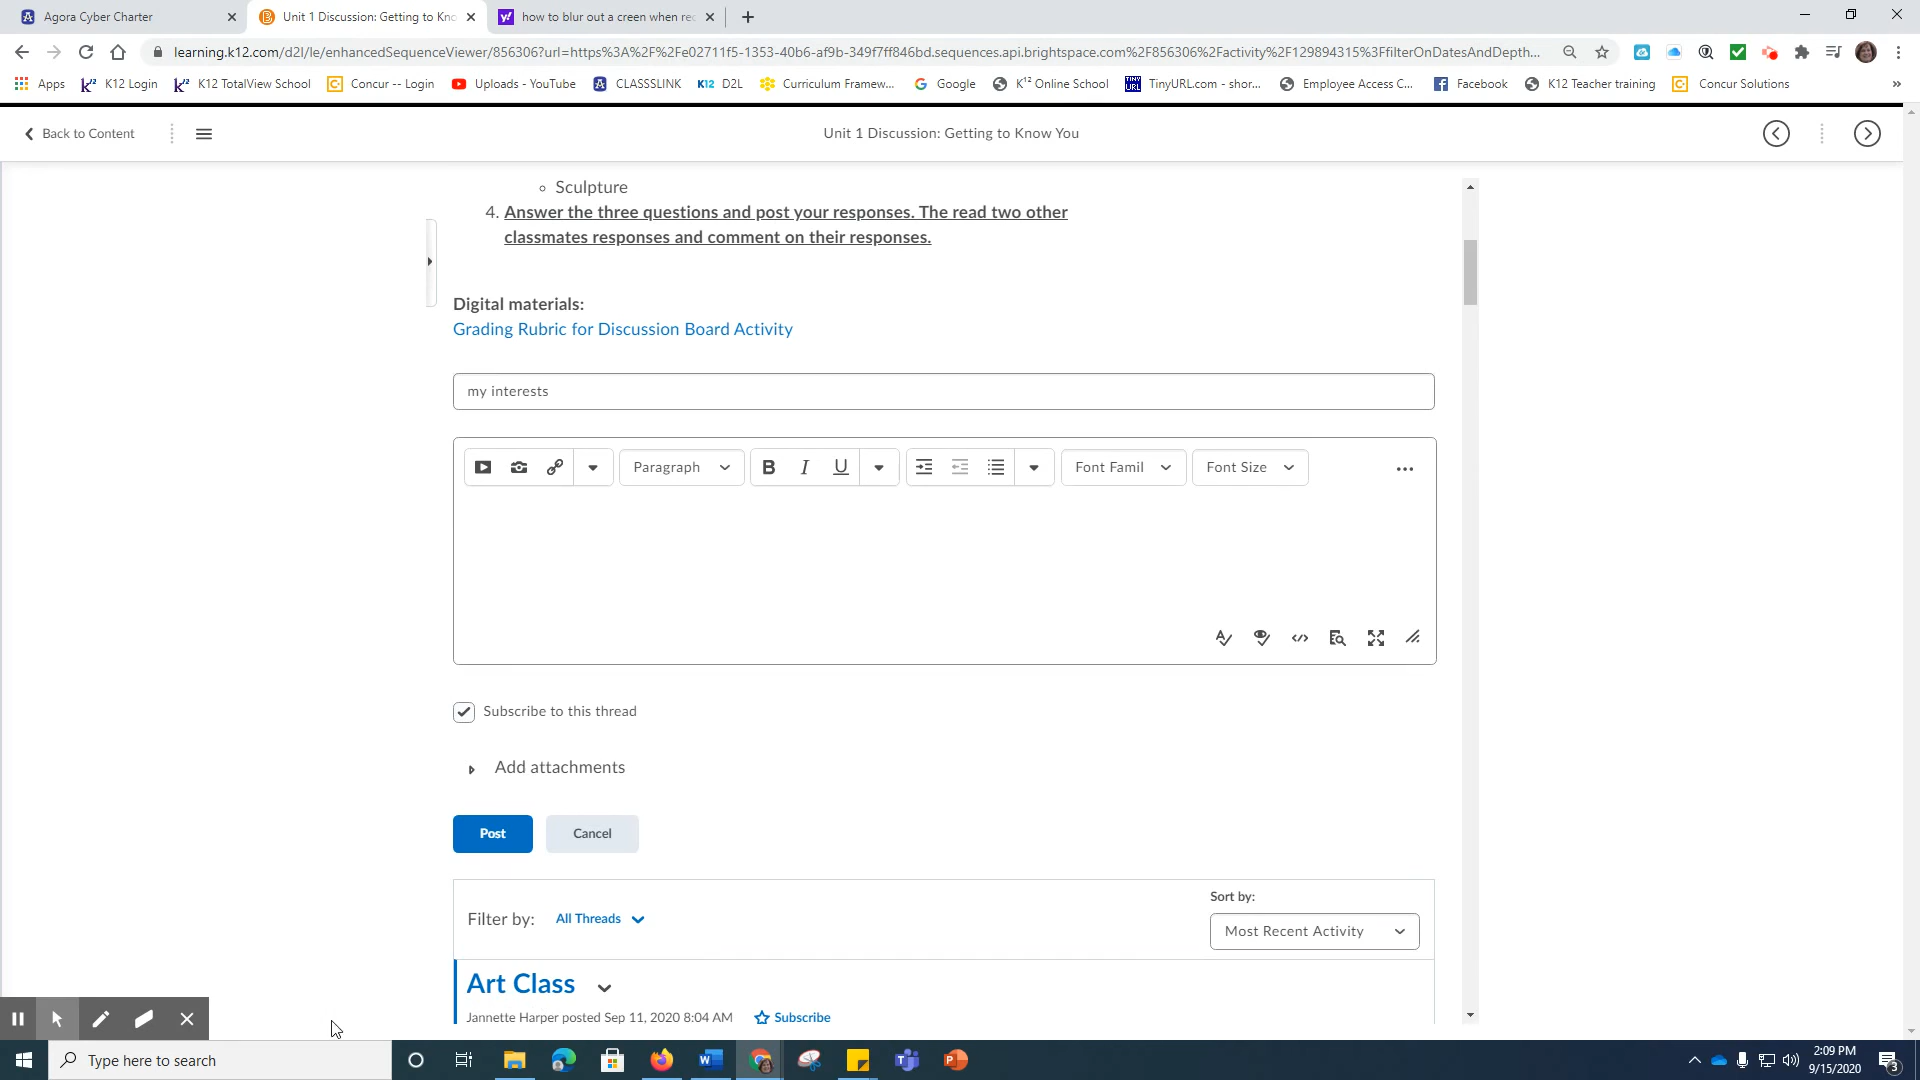 Agora Cyber Charter
Unit 1 Discussion: Getting to Kno
how to blur out a creen when rec
learning.k12.com/d2l/le/enhancedSequenceViewer/856306?url=https%3A%2F%2Fe02711f5-1353-40b6-af9b-349f7ff846bd.sequences.api.brightspace.com%2F856306%2Factivity%2F129894315%3FfilterOnDatesAndDepth...
Apps K12 Login K12 TotalView School Concur -- Login Uploads - YouTube CLASSSLINK K12 D2L Curriculum Framew... Google K¹² Online School TINY URL TinyURL.com - shor... Employee Access C... Facebook K12 Teacher training Concur Solutions »
Back to Content
Unit 1 Discussion: Getting to Know You
Sculpture
4. Answer the three questions and post your responses. The read two other
classmates responses and comment on their responses.
Digital materials:
Grading Rubric for Discussion Board Activity
my interests
Paragraph B I U Font Famil Font Size ...
Subscribe to this thread
Add attachments
Post Cancel
Sort by:
Filter by: All Threads
Most Recent Activity
Art Class
Jannette Harper posted Sep 11, 2020 8:04 AM Subscribe
Type here to search
2:09 PM
9/15/2020
3